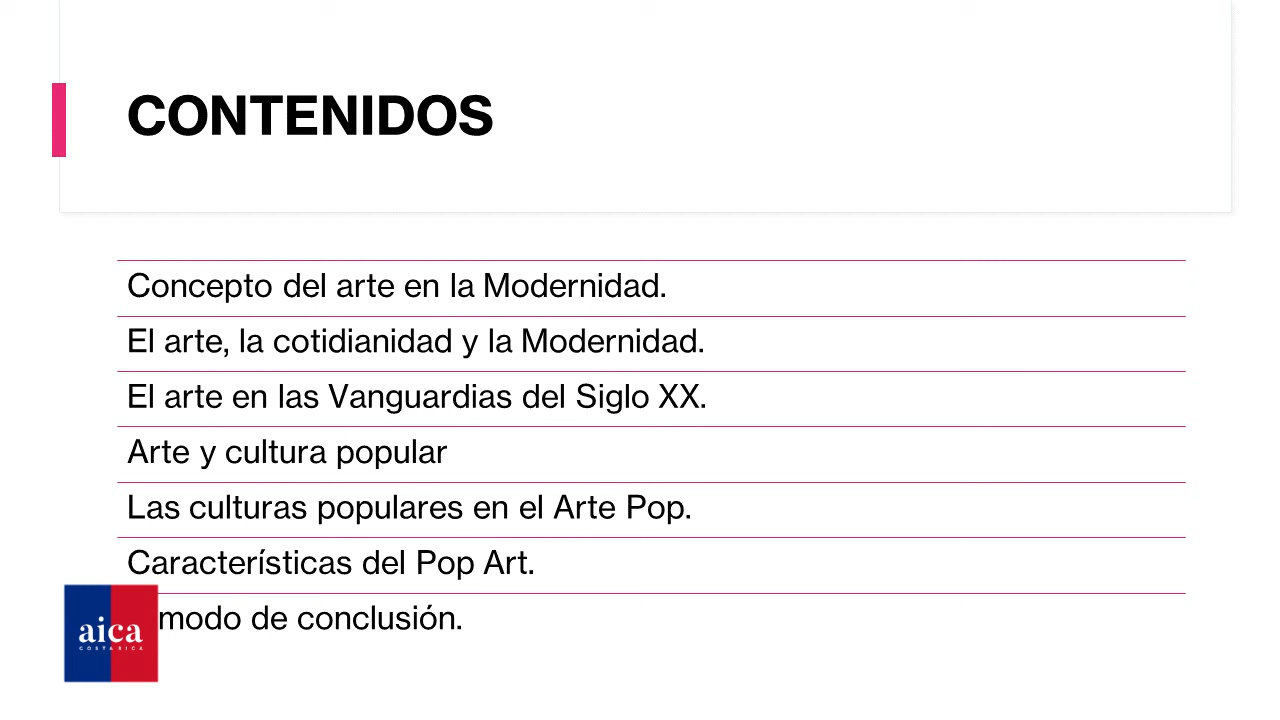 CONTENIDOS
Concepto del arte en la Modernidad.
El arte, la cotidianidad y la Modernidad.
El arte en las Vanguardias del Siglo XX.
Arte y cultura popular
Las culturas populares en el Arte Pop.
Características del Pop Art.
modo de conclusión.
aica
COSTA RICA